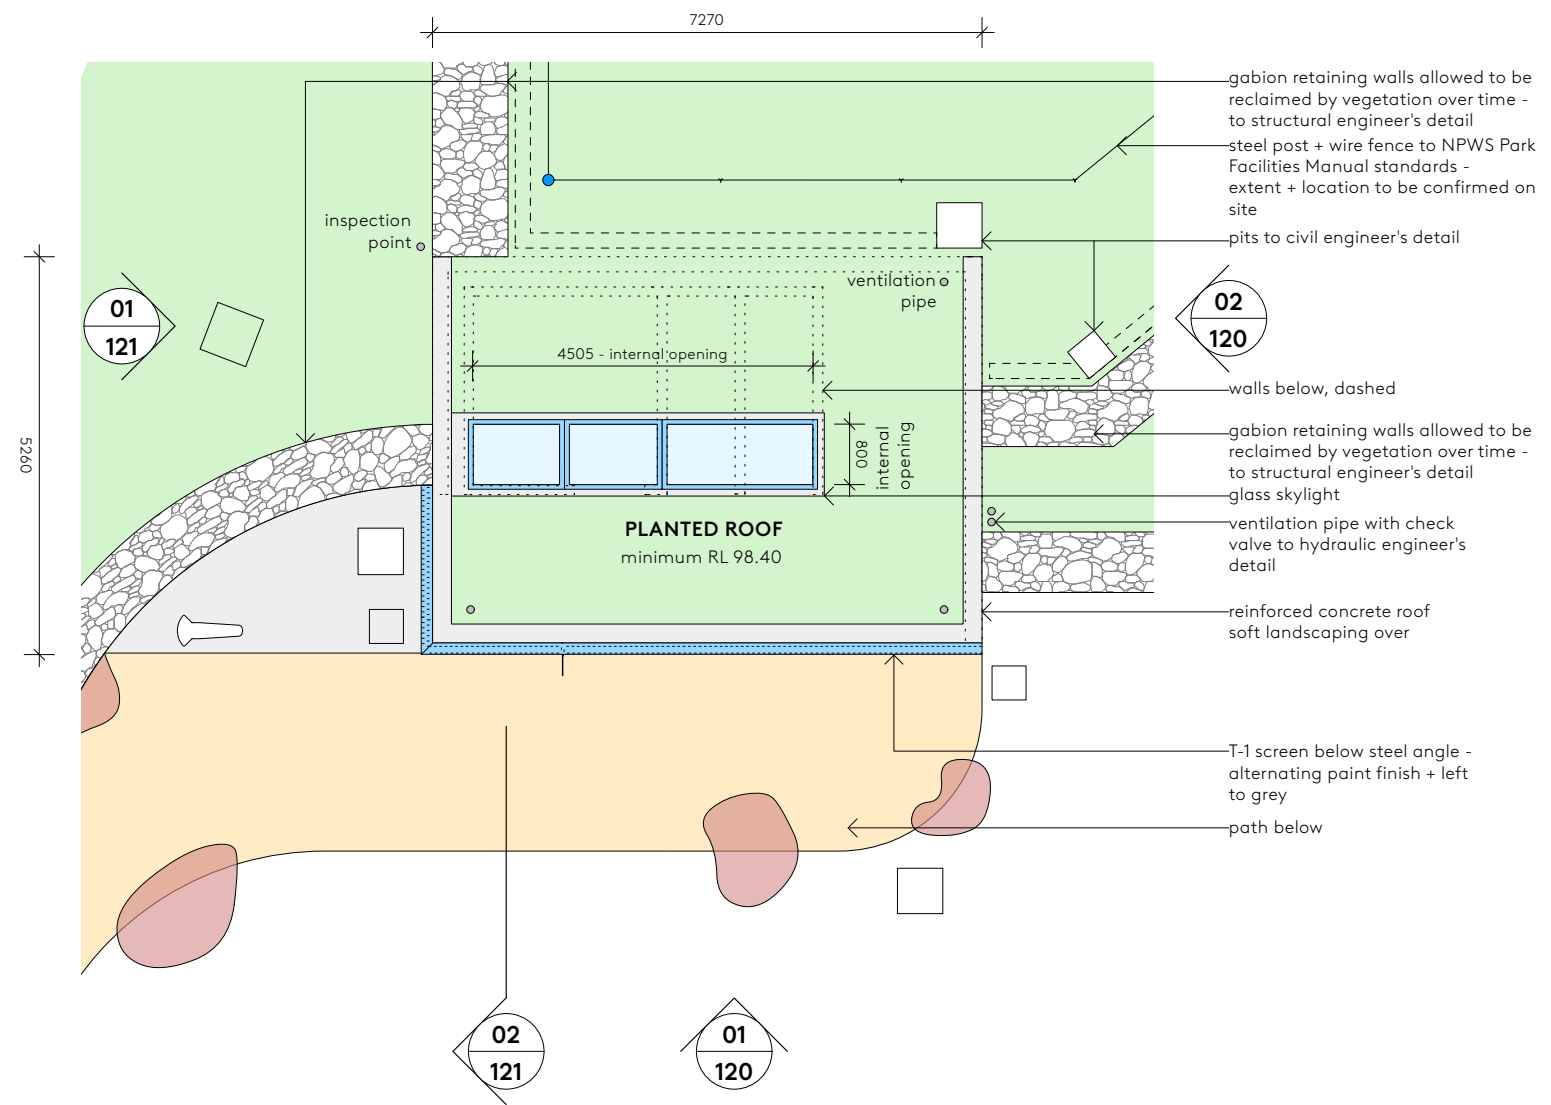 7270
gabion retaining walls allowed to be
reclaimed by vegetation over time -
to structural engineer's detail
steel post + wire fence to NPWS Park
Facilities Manual standards -
extent + location to be confirmed on
site
inspection
point
pits to civil engineer's detail
ventilation
pipe
01
121
02
120
4505 - internal opening
walls below, dashed
800
internal
opening
5260
gabion retaining walls allowed to be
reclaimed by vegetation over time -
to structural engineer's detail
glass skylight
PLANTED ROOF
minimum RL 98.40
ventilation pipe with check
valve to hydraulic engineer's
detail
reinforced concrete roof
soft landscaping over
T-1 screen below steel angle -
alternating paint finish + left
to grey
path below
02
121
01
120